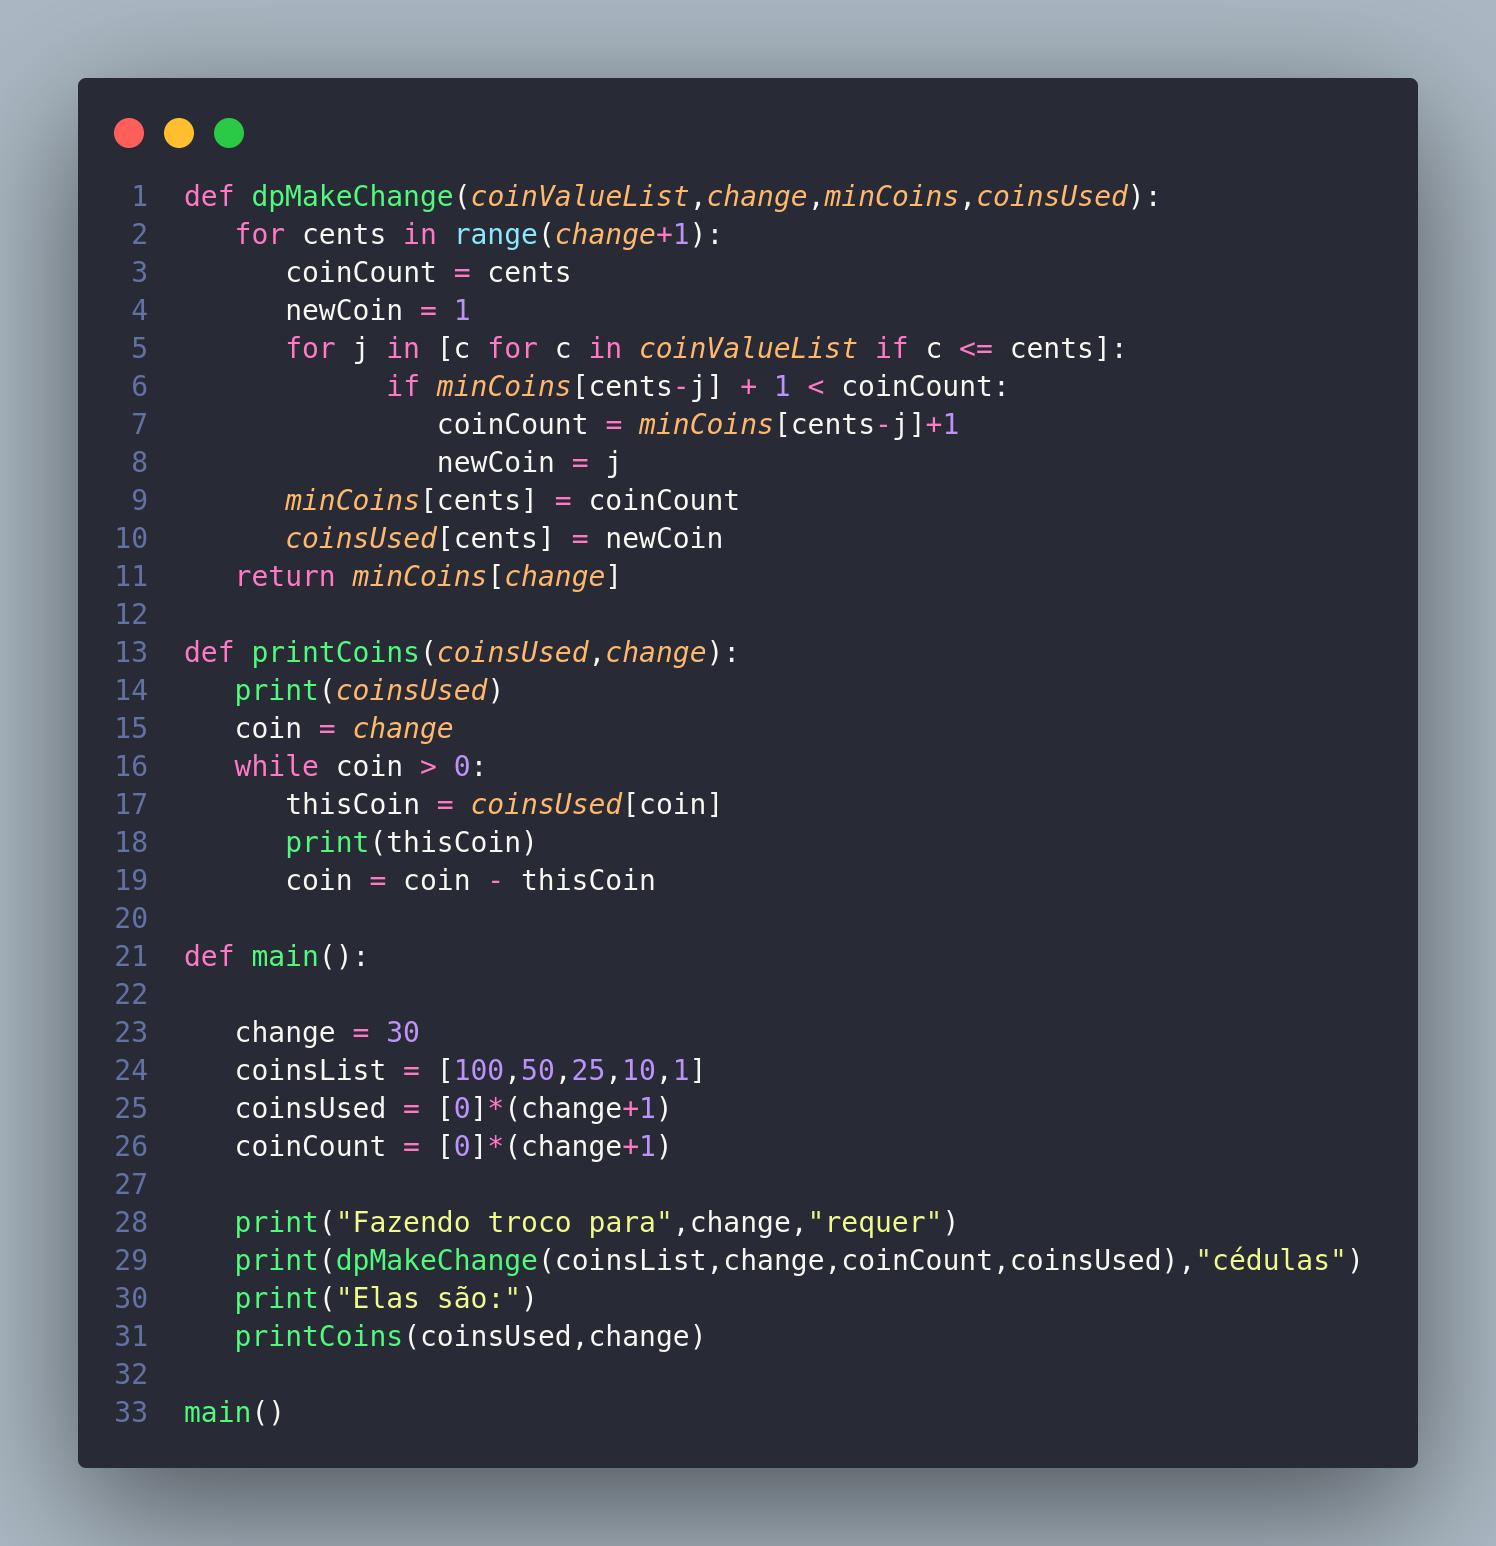 1 def dpMakeChange(coinValueList,change,minCoins,coinsUsed):
2    for cents in range(change+1):
3       coinCount = cents
4       newCoin = 1
5       for j in [c for c in coinValueList if c <= cents]:
6             if minCoins[cents-j] + 1 < coinCount:
7                coinCount = minCoins[cents-j]+1
8                newCoin = j
9       minCoins[cents] = coinCount
10       coinsUsed[cents] = newCoin
11    return minCoins[change]
12
13 def printCoins(coinsUsed,change):
14    print(coinsUsed)
15    coin = change
16    while coin > 0:
17       thisCoin = coinsUsed[coin]
18       print(thisCoin)
19       coin = coin - thisCoin
20
21 def main():
22
23    change = 30
24    coinsList = [100,50,25,10,1]
25    coinsUsed = [0]*(change+1)
26    coinCount = [0]*(change+1)
27
28    print("Fazendo troco para",change,"requer")
29    print(dpMakeChange(coinsList,change,coinCount,coinsUsed),"cédulas")
30    print("Elas são:")
31    printCoins(coinsUsed,change)
32
33 main()